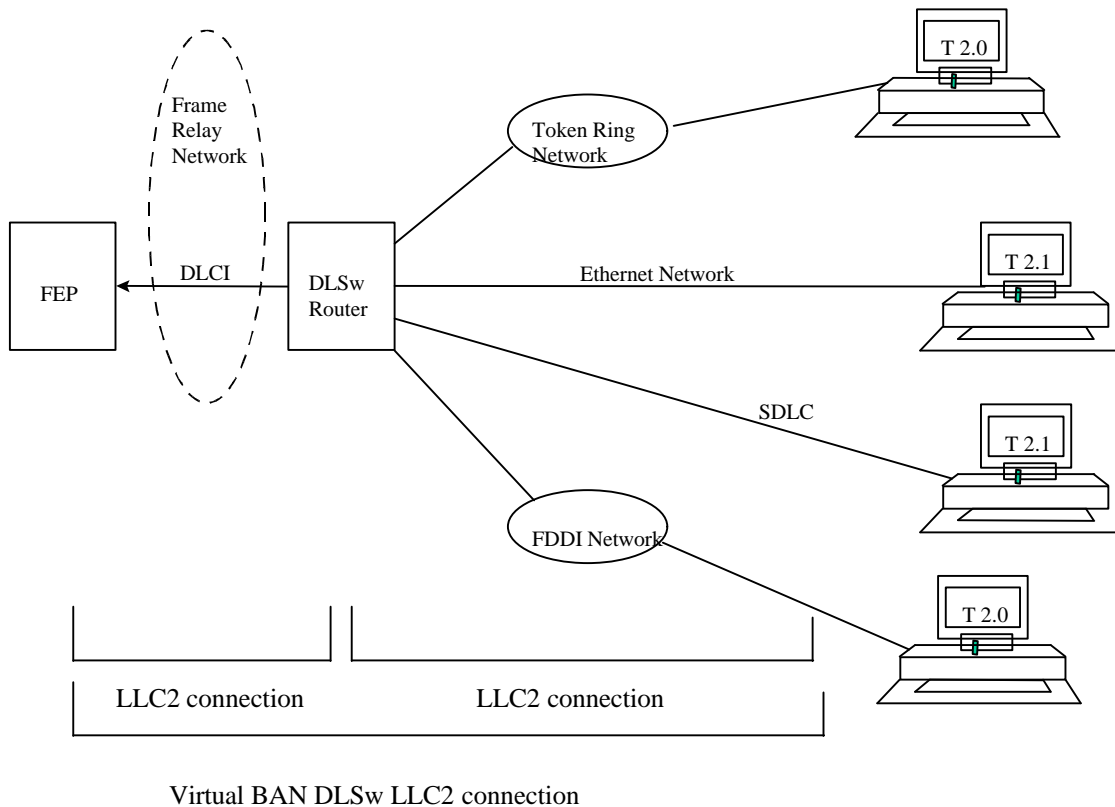 T 2.0
Frame
Relay
Network
Token Ring
Network
T 2.1
Ethernet Network
DLCI
FEP
DLSw
Router
SDLC
T 2.1
FDDI Network
T 2.0
LLC2 connection
LLC2 connection
Virtual BAN DLSw LLC2 connection